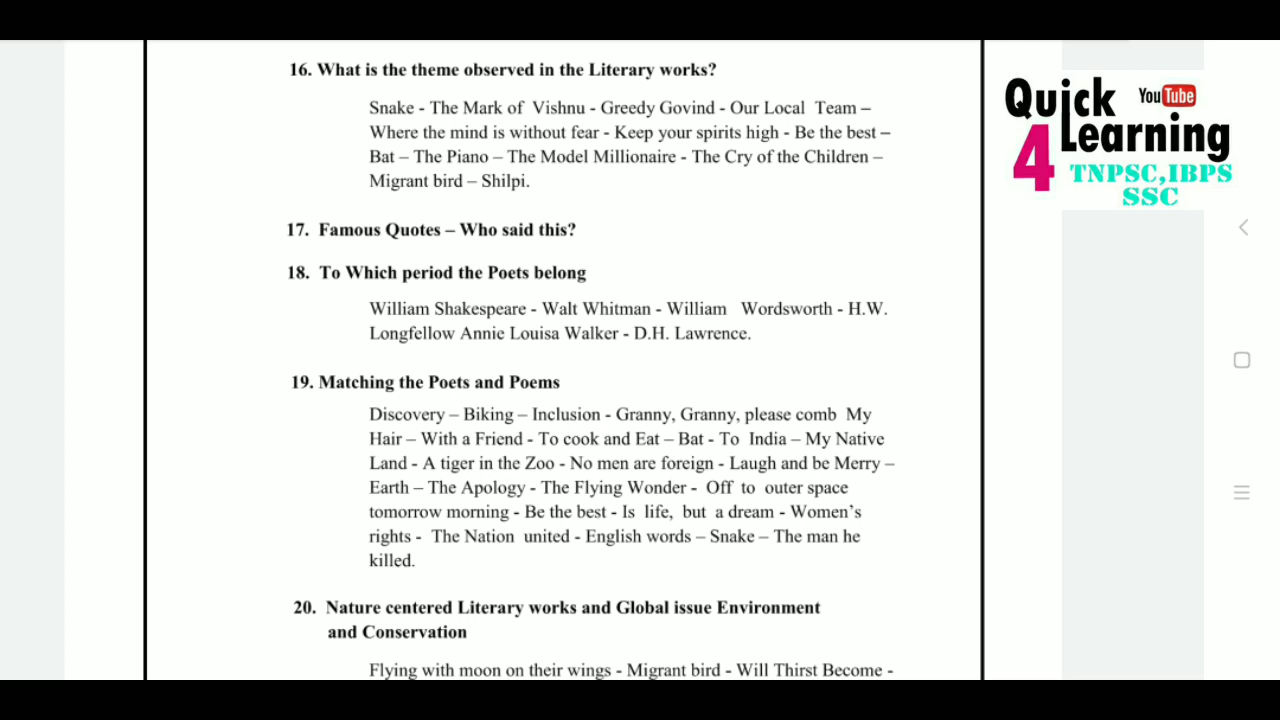 16. What is the theme observed in the Literary works?
Snake - The Mark of Vishnu - Greedy Govind - Our Local Team –
Where the mind is without fear - Keep your spirits high - Be the best –
Bat – The Piano – The Model Millionaire - The Cry of the Children –
Migrant bird – Shilpi.
17. Famous Quotes – Who said this?
18. To Which period the Poets belong
William Shakespeare - Walt Whitman - William Wordsworth - H.W.
Longfellow Annie Louisa Walker - D.H. Lawrence.
19. Matching the Poets and Poems
Discovery – Biking – Inclusion - Granny, Granny, please comb My
Hair – With a Friend - To cook and Eat – Bat - To India – My Native
Land - A tiger in the Zoo - No men are foreign - Laugh and be Merry –
Earth – The Apology - The Flying Wonder - Off to outer space
tomorrow morning - Be the best - Is life, but a dream - Women’s
rights - The Nation united - English words – Snake – The man he
killed.
20. Nature centered Literary works and Global issue Environment
and Conservation
Flying with moon on their wings - Migrant bird - Will Thirst Become -
Quick YouTube
4 Learning
TNPSC,IBPS
SSC